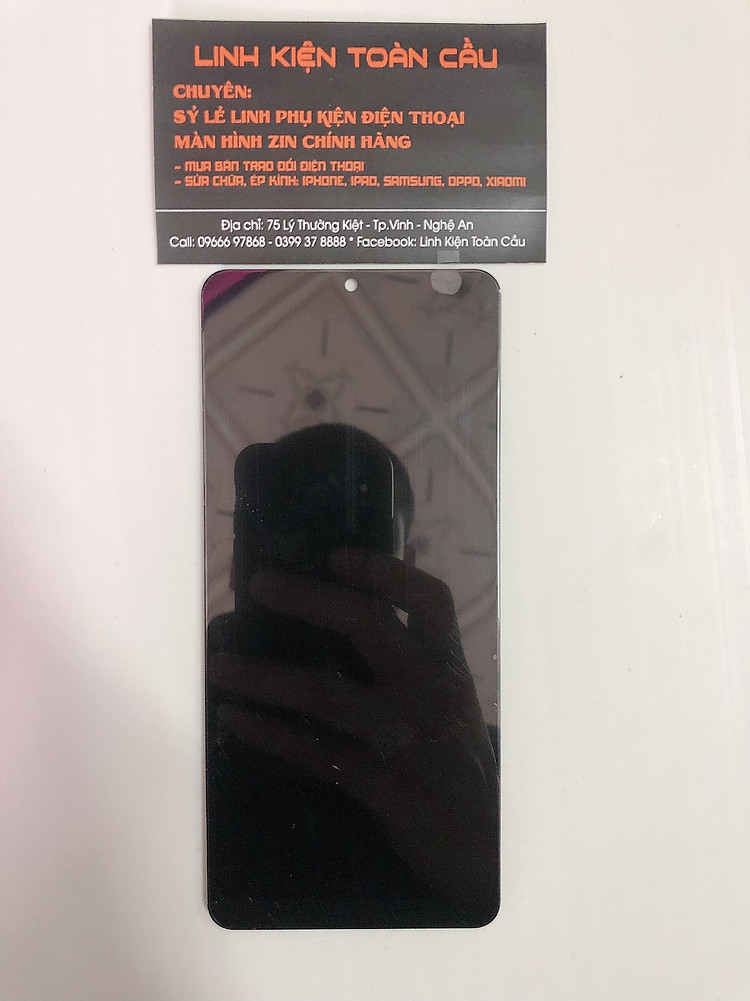 LINH KIỆN TOÀN CẦU
CHUYÊN:
SỶ LẺ LINH PHỤ KIỆN ĐIỆN THOẠI
MÀN HÌNH ZIN CHÍNH HÃNG
- MUA BÁN TRAO ĐỔI ĐIỆN THOẠI
- SỬA CHỮA, ÉP KÍNH: IPHONE, IPAD, SAMSUNG, OPPO, XIAOMI
Địa chỉ: 75 Lý Thường Kiệt - Tp.Vinh - Nghệ An
Call: 09666 97868 - 0399 37 8888 * Facebook: Linh Kiện Toàn Cầu